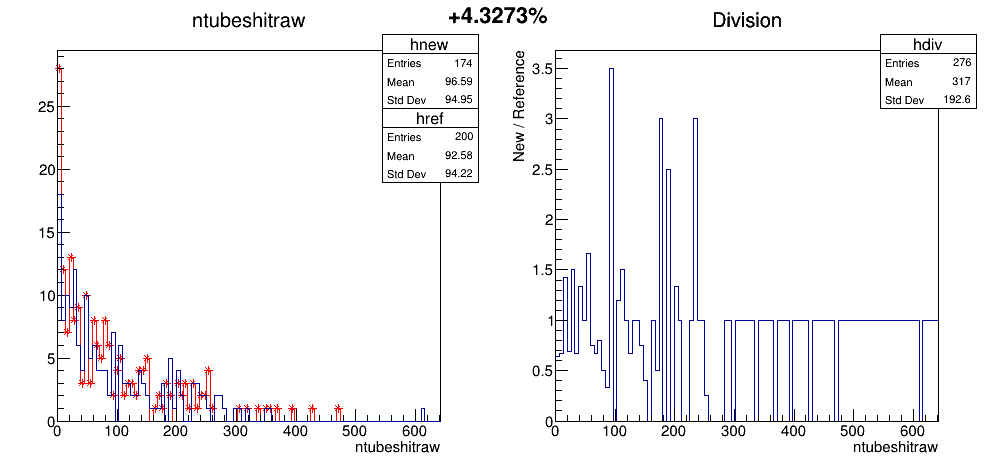 +4.3273%
ntubeshitraw
hnew
Entries 174
Mean 96.59
Std Dev 94.95
href
Entries 200
Mean 92.58
Std Dev 94.22
25
20
15
10
5
0
0 100 200 300 400 500 600
ntubeshitraw
Division
hdiv
Entries 276
Mean 317
Std Dev 192.6
New / Reference
3.5
3
2.5
2
1.5
1
0.5
0
0 100 200 300 400 500 600
ntubeshitraw